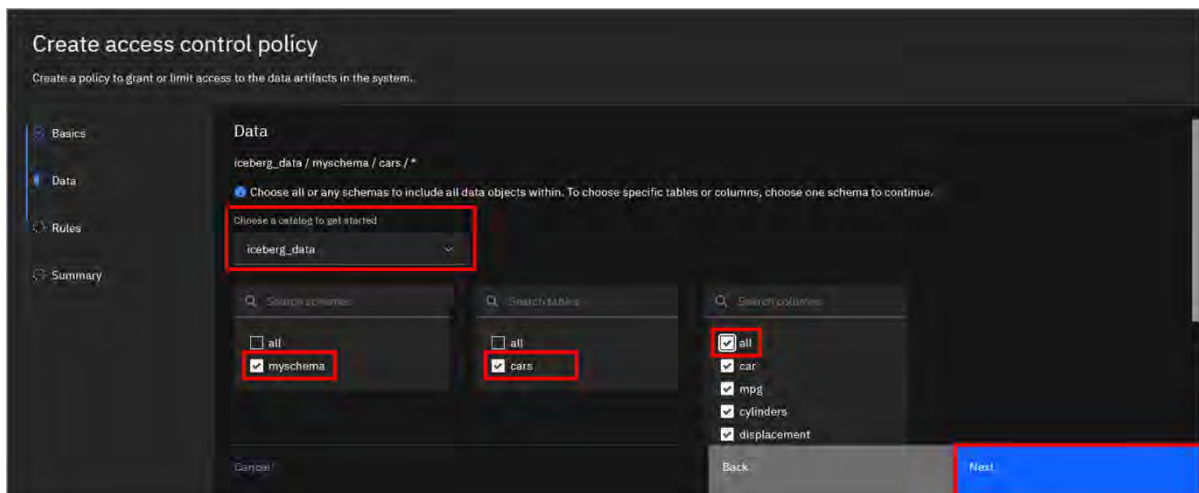 Create access control policy
Create a policy to grant or limit access to the data artifacts in the system.
Basics
Data
Rules
Summary
Data
iceberg_data / myschema / cars / *
Choose all or any schemas to include all data objects within. To choose specific tables or columns, choose one schema to continue.
Choose a catalog to get started
iceberg_data
Search schemas
all
myschema
Search tables
all
cars
Search columns
all
car
mpg
cylinders
displacement
Cancel
Back
Next